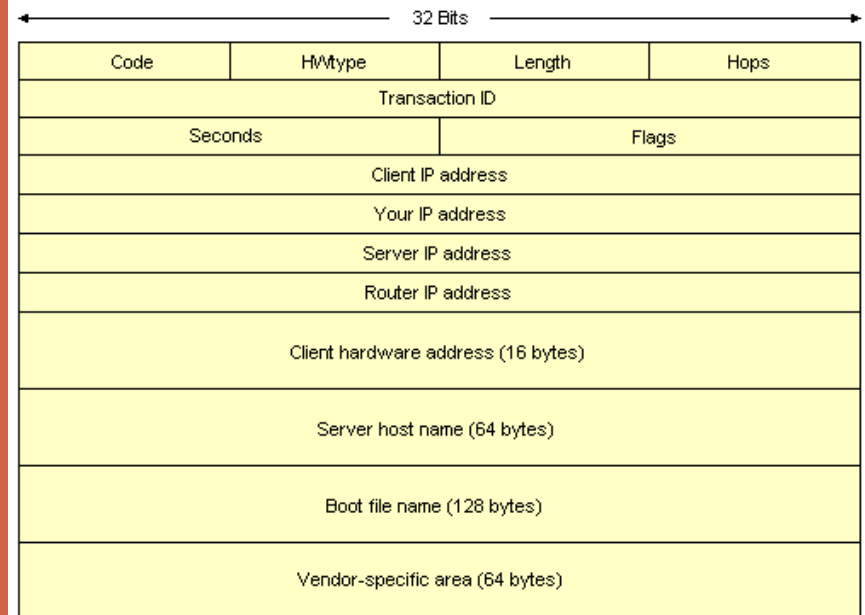 32 Bits
Code HWtype Length Hops
Transaction ID
Seconds Flags
Client IP address
Your IP address
Server IP address
Router IP address
Client hardware address (16 bytes)
Server host name (64 bytes)
Boot file name (128 bytes)
Vendor-specific area (64 bytes)